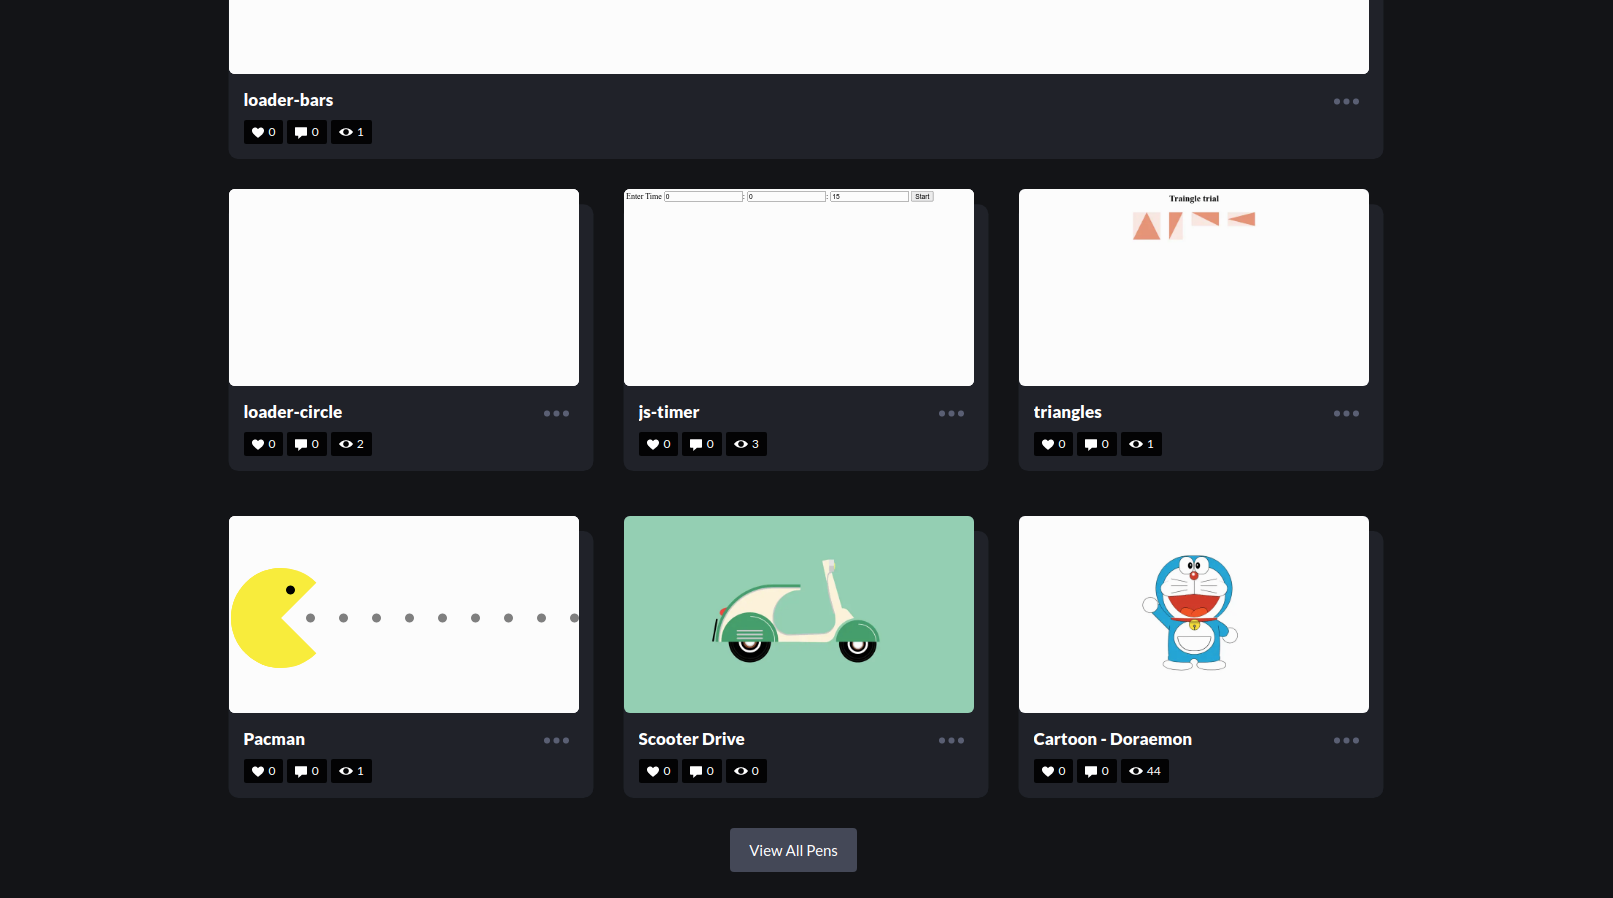 loader-bars
0 0 1
Enter Time 0 : 0 : 15 Start
Traingle trial
loader-circle
0 0 2
js-timer
0 0 3
triangles
0 0 1
Pacman
0 0 1
Scooter Drive
0 0 0
Cartoon - Doraemon
0 0 44
View All Pens